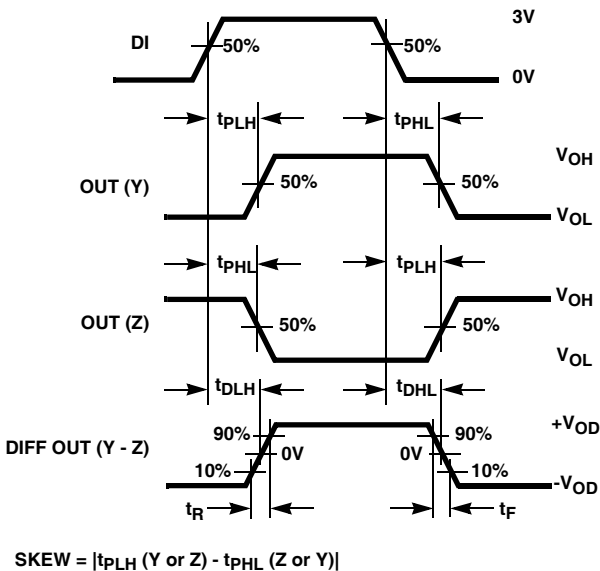 3V
DI
50%
50%
0V
tPLH
tPHL
VOH
OUT (Y)
50%
50%
VOL
tPHL
tPLH
VOH
OUT (Z)
50%
50%
VOL
tDLH
tDHL
+VOD
90%
90%
DIFF OUT (Y - Z)
0V
0V
10%
10%
-VOD
tR
tF
SKEW = |tPLH (Y or Z) - tPHL (Z or Y)|